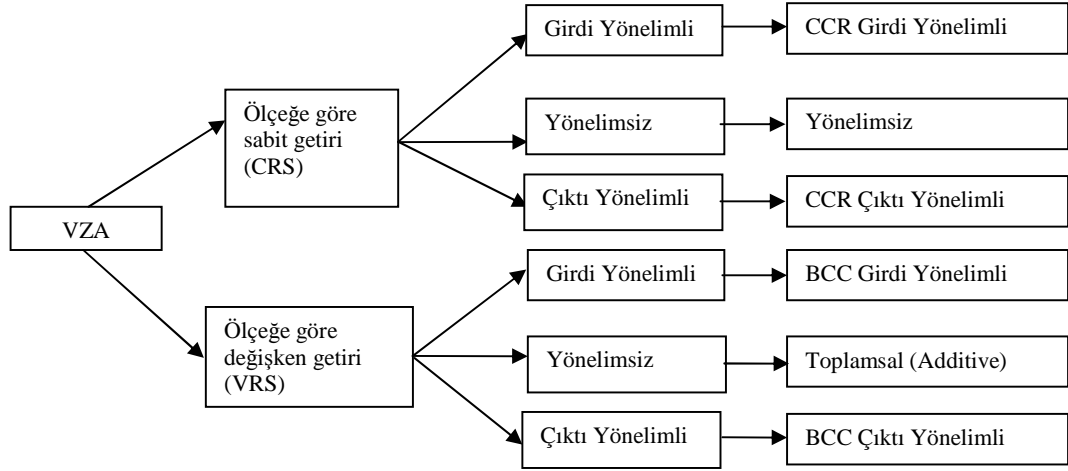 VZA
Ölçeğe göre
sabit getiri
(CRS)
Girdi Yönelimli
CCR Girdi Yönelimli
Yönelimsiz
Yönelimsiz
Çıktı Yönelimli
CCR Çıktı Yönelimli
Ölçeğe göre
değişken getiri
(VRS)
Girdi Yönelimli
BCC Girdi Yönelimli
Yönelimsiz
Toplamsal (Additive)
Çıktı Yönelimli
BCC Çıktı Yönelimli